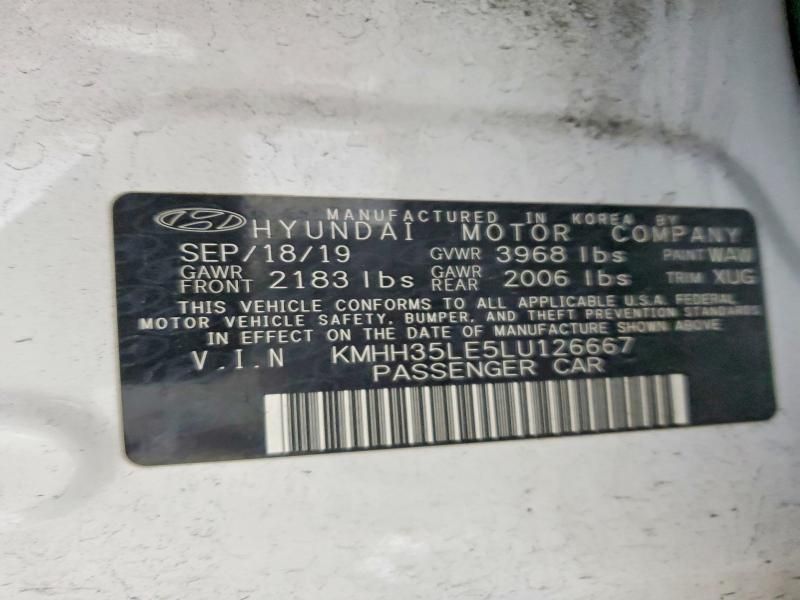 MANUFACTURED IN KOREA BY
HYUNDAI MOTOR COMPANY
SEP/18/19 GVWR 3968 lbs PAINT WAW
GAWR FRONT 2183 lbs GAWR REAR 2006 lbs TRIM XUG
THIS VEHICLE CONFORMS TO ALL APPLICABLE U.S.A. FEDERAL
MOTOR VEHICLE SAFETY, BUMPER, AND THEFT PREVENTION STANDARDS
IN EFFECT ON THE DATE OF MANUFACTURE SHOWN ABOVE
V.I.N KMHH35LE5LU126667
PASSENGER CAR